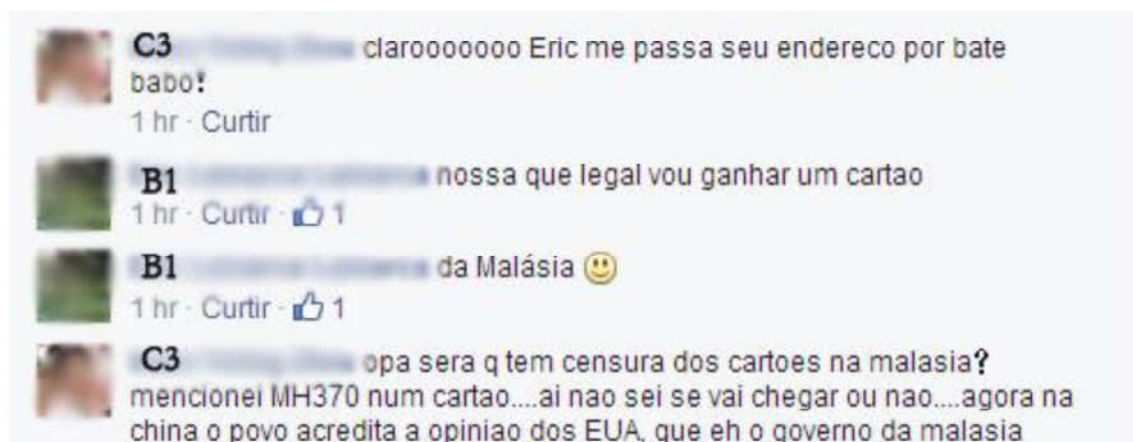 C3 clarooooooo Eric me passa seu endereco por bate
babo!
1 hr · Curtir
B1 nossa que legal vou ganhar um cartao
1 hr · Curtir · 1
B1 da Malásia
1 hr · Curtir · 1
C3 opa sera q tem censura dos cartoes na malasia?
mencionei MH370 num cartao....ai nao sei se vai chegar ou nao....agora na
china o povo acredita a opiniao dos EUA, que eh o governo da malasia